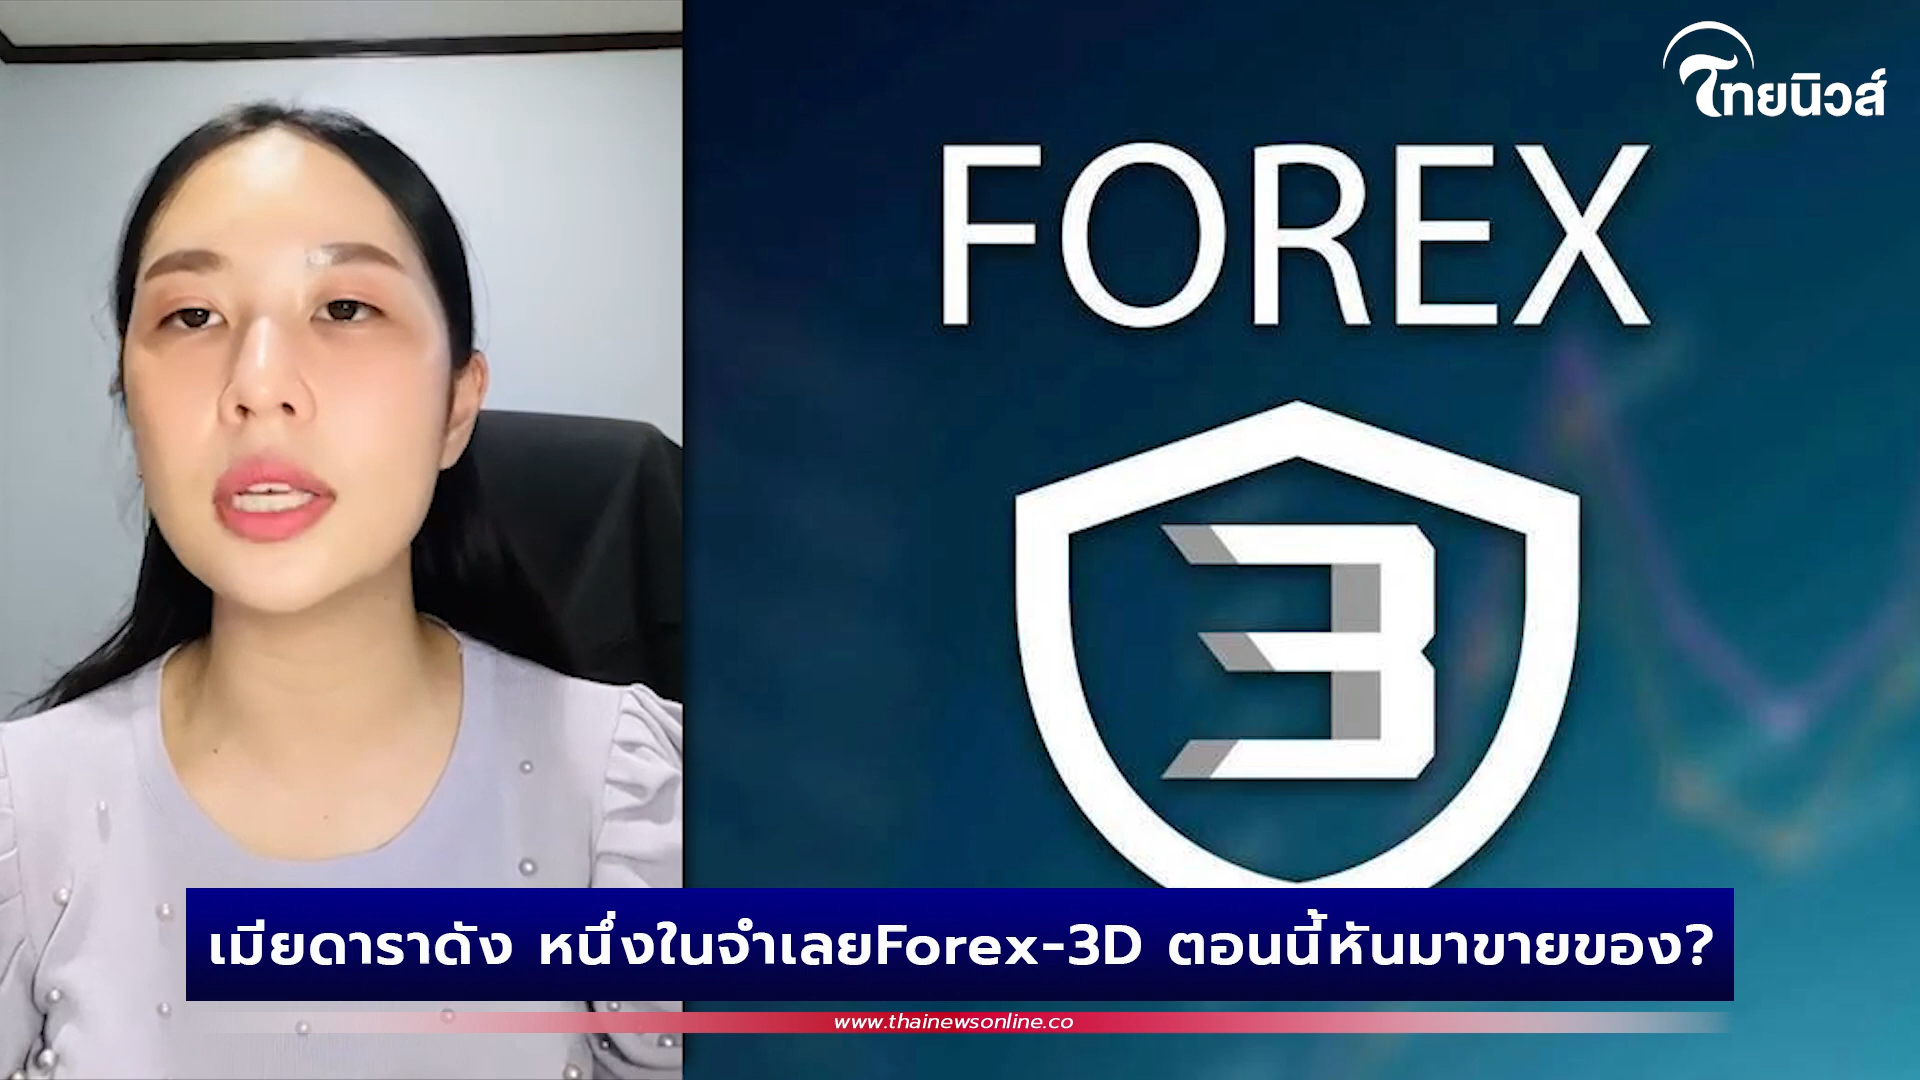 ไทยนิวส์
FOREX
3
เมียดาราดัง หนึ่งในจำเลยForex-3D ตอนนี้หันมาขายของ?
www.thainewsonline.co